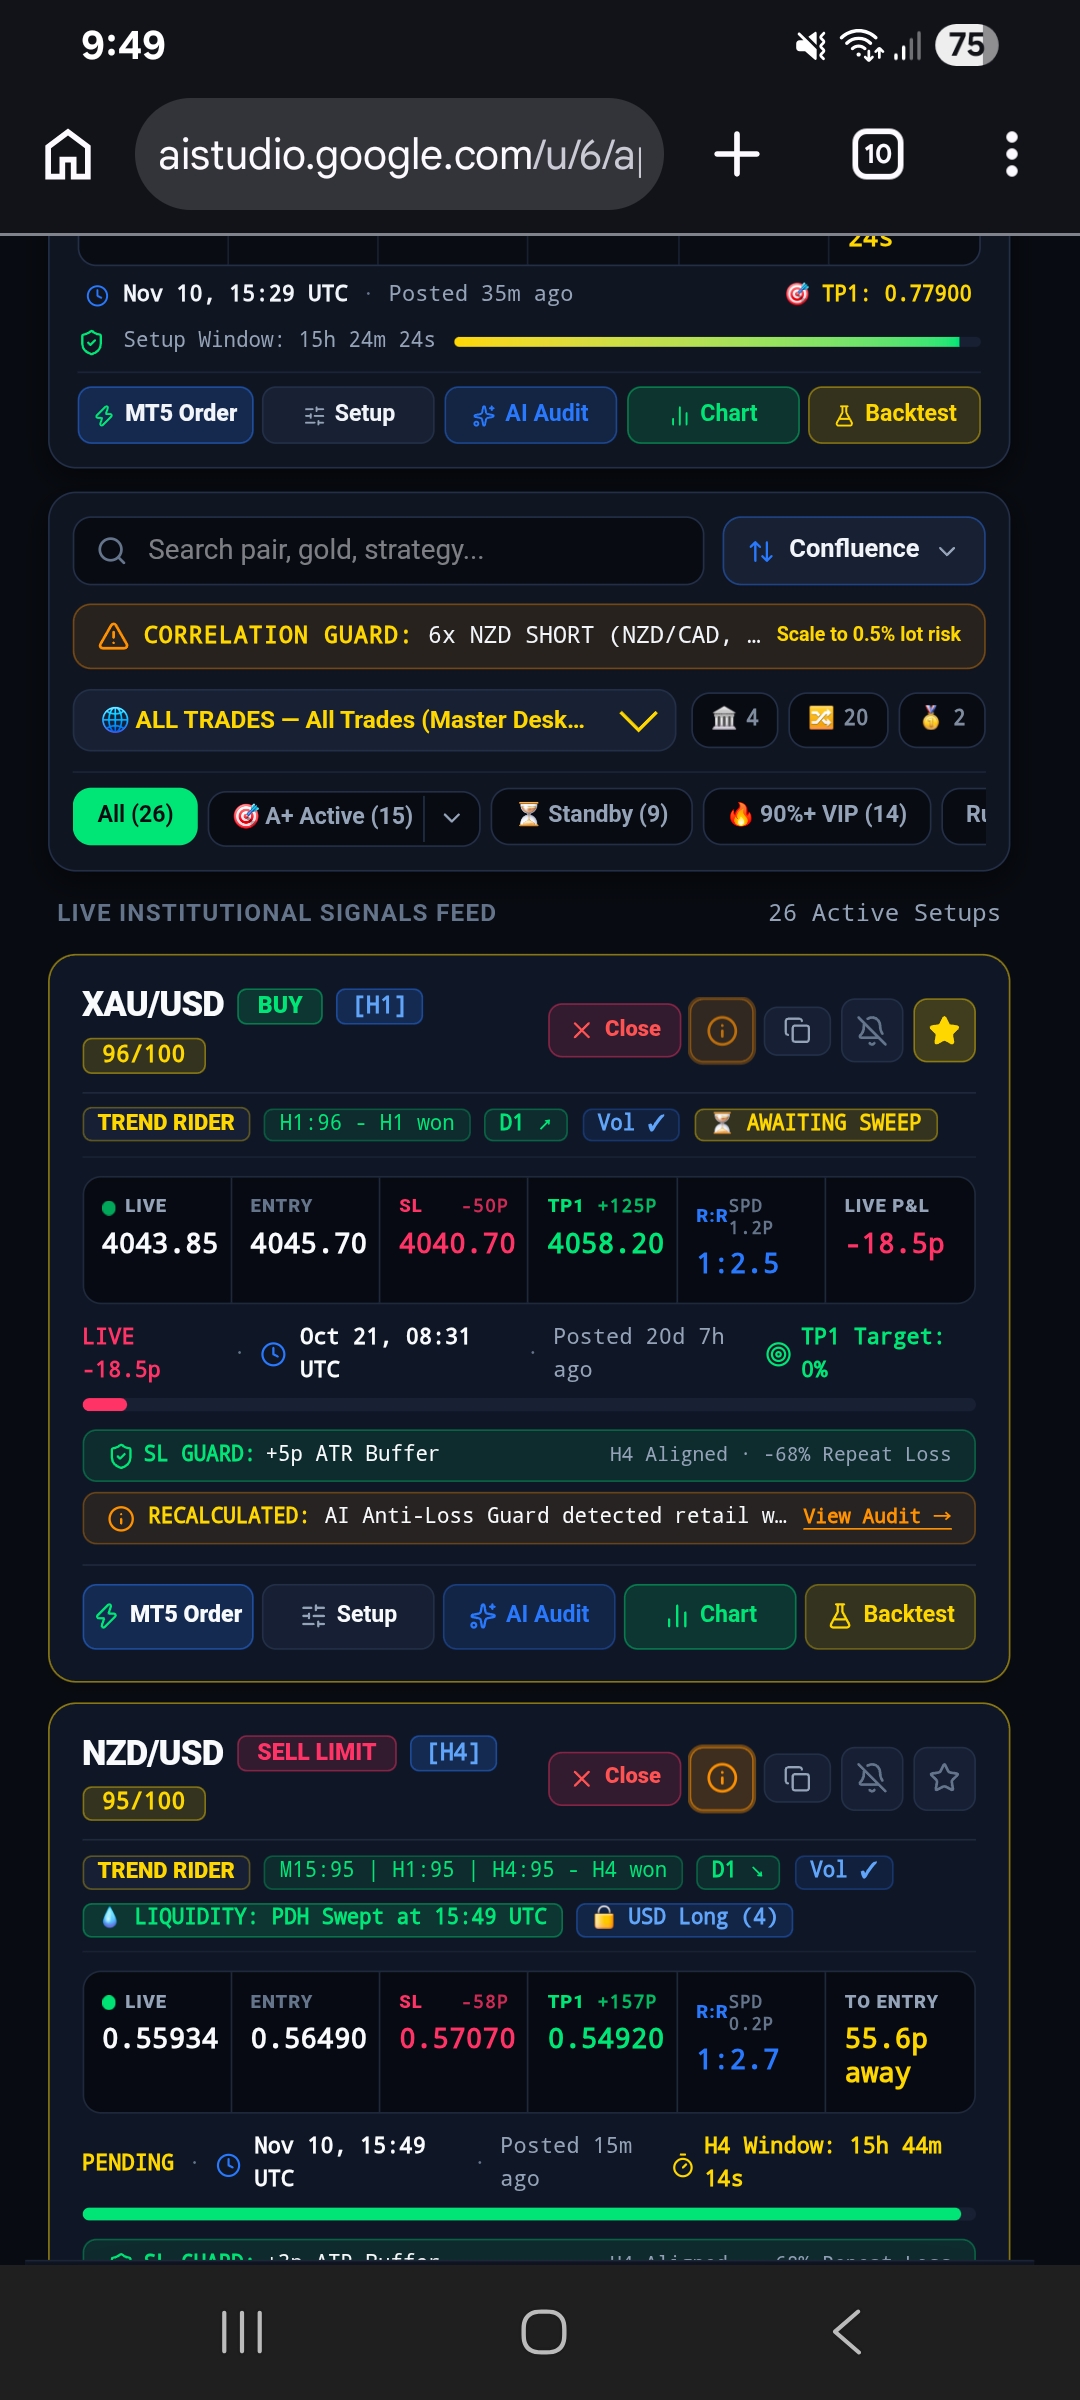 9:49
75
aistudio.google.com/u/6/a
10
24s
Nov 10, 15:29 UTC · Posted 35m ago TP1: 0.77900
Setup Window: 15h 24m 24s
MT5 Order Setup AI Audit Chart Backtest
Search pair, gold, strategy... Confluence
CORRELATION GUARD: 6x NZD SHORT (NZD/CAD, … Scale to 0.5% lot risk
ALL TRADES — All Trades (Master Desk... 4 20 2
All (26) A+ Active (15) Standby (9) 90%+ VIP (14) Ru
LIVE INSTITUTIONAL SIGNALS FEED 26 Active Setups
XAU/USD BUY [H1] Close
96/100
TREND RIDER H1:96 - H1 won D1 ↗ Vol ✓ AWAITING SWEEP
LIVE ENTRY SL -50P TP1 +125P R:R SPD 1.2P LIVE P&L
4043.85 4045.70 4040.70 4058.20 1:2.5 -18.5p
LIVE -18.5p · Oct 21, 08:31 UTC · Posted 20d 7h ago TP1 Target: 0%
SL GUARD: +5p ATR Buffer H4 Aligned · -68% Repeat Loss
RECALCULATED: AI Anti-Loss Guard detected retail w… View Audit →
MT5 Order Setup AI Audit Chart Backtest
NZD/USD SELL LIMIT [H4] Close
95/100
TREND RIDER M15:95 | H1:95 | H4:95 - H4 won D1 ↘ Vol ✓
LIQUIDITY: PDH Swept at 15:49 UTC USD Long (4)
LIVE ENTRY SL -58P TP1 +157P R:R SPD 0.2P TO ENTRY
0.55934 0.56490 0.57070 0.54920 1:2.7 55.6p away
PENDING · Nov 10, 15:49 UTC · Posted 15m ago H4 Window: 15h 44m 14s